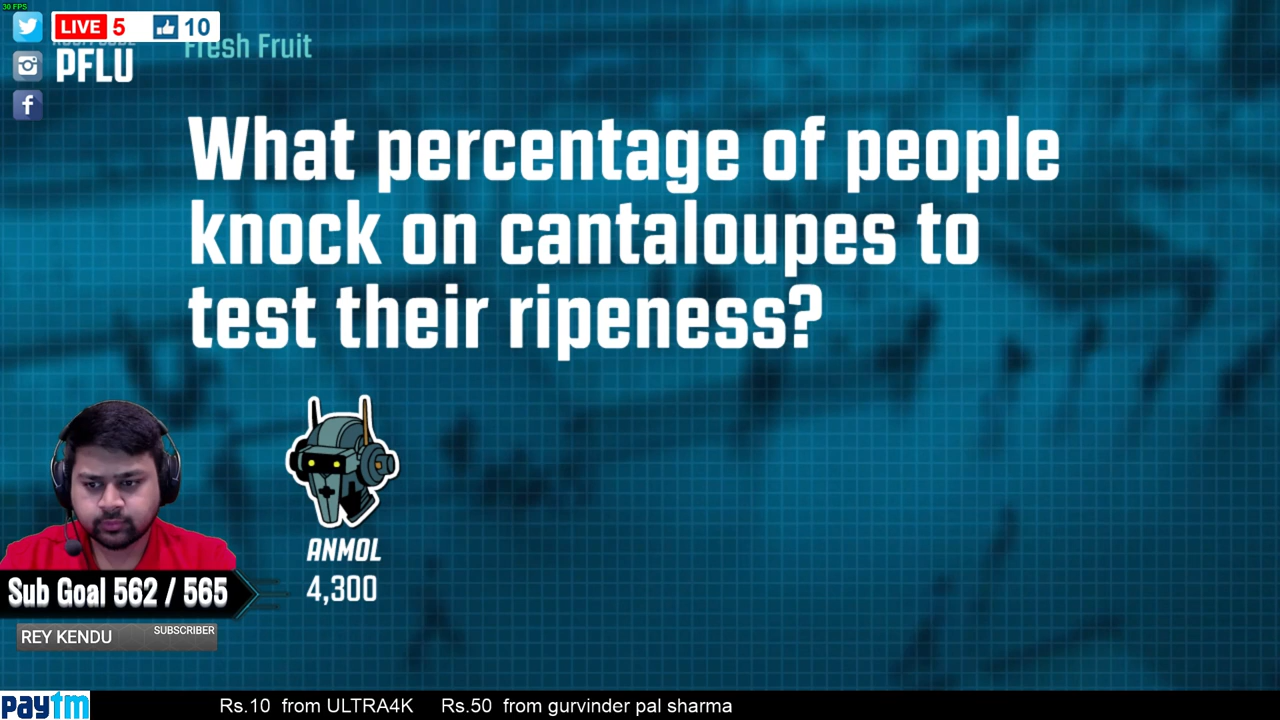 30 FPS
LIVE 5 10
PFLU
Fresh Fruit
What percentage of people
knock on cantaloupes to
test their ripeness?
ANMOL
4,300
Sub Goal 562 / 565
REY KENDU SUBSCRIBER
paytm Rs.10 from ULTRA4K Rs.50 from gurvinder pal sharma